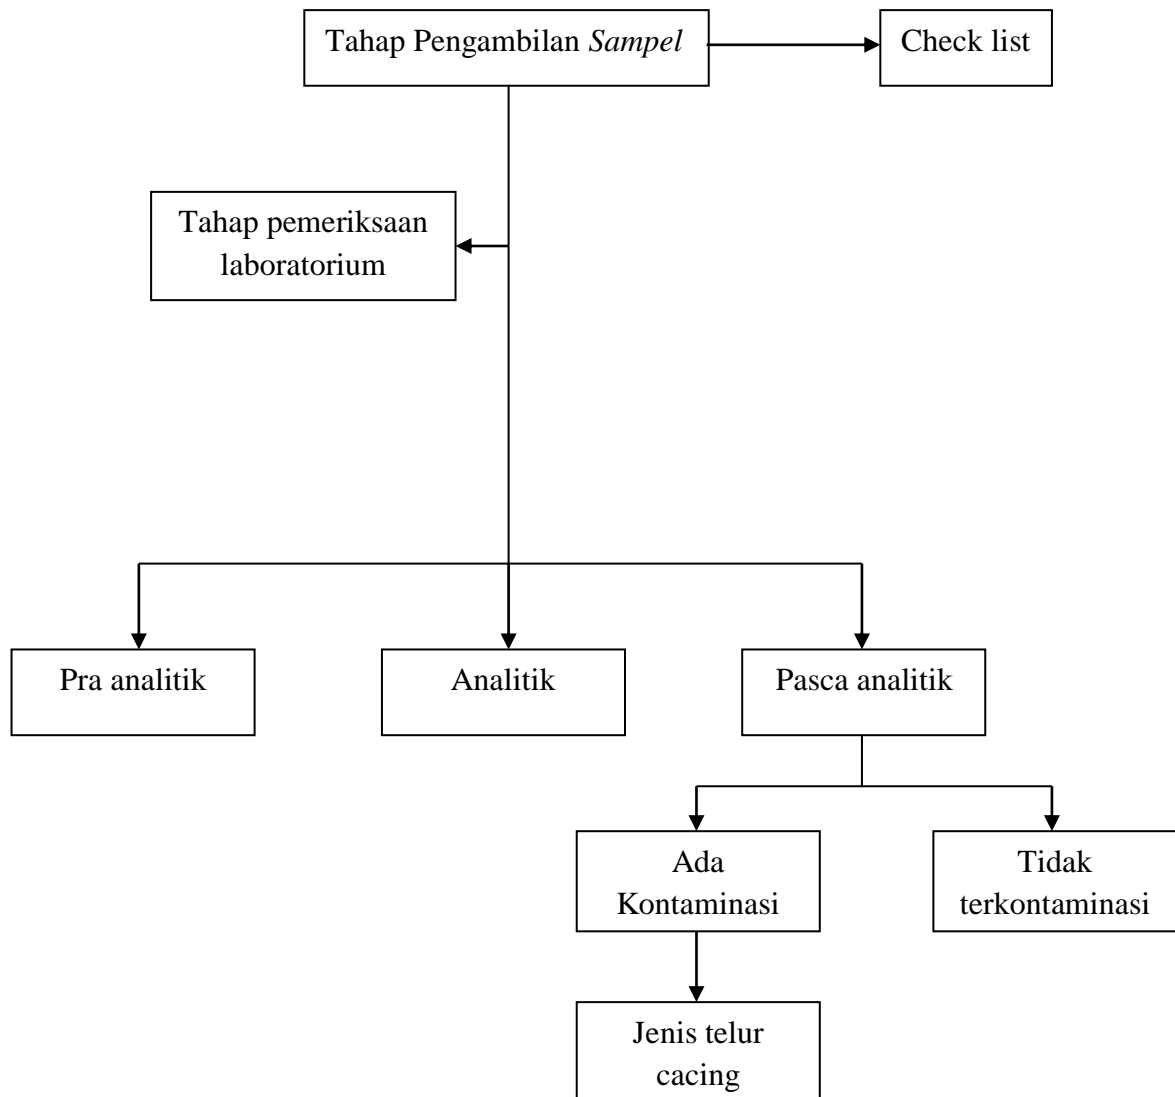 Tahap Pengambilan Sampel
Check list
Tahap pemeriksaan
laboratorium
Pra analitik
Analitik
Pasca analitik
Ada
Kontaminasi
Tidak
terkontaminasi
Jenis telur
cacing